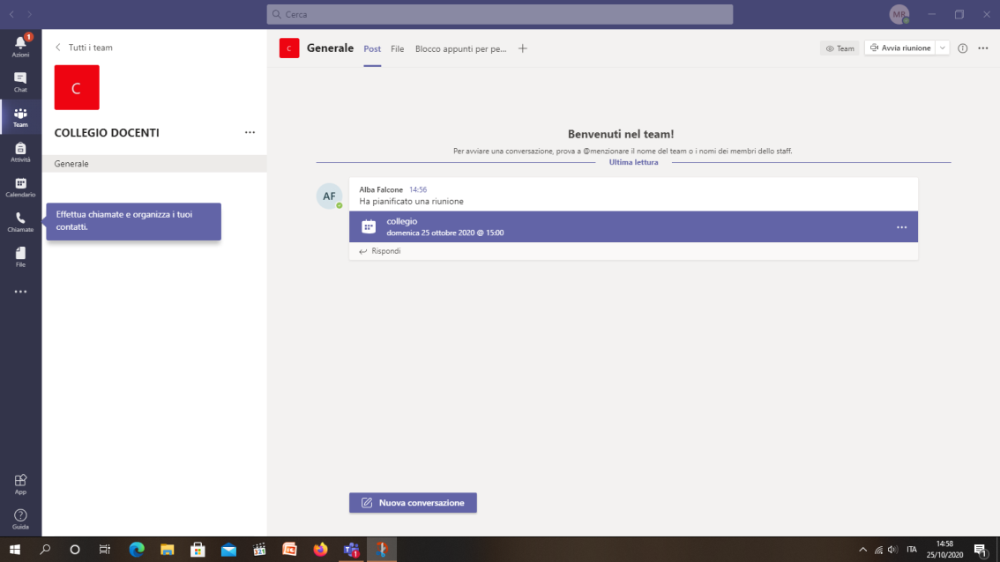 Cerca
MR
1
Azioni
Chat
Team
Attività
Calendario
Chiamate
File
App
Guida
Tutti i team
C
COLLEGIO DOCENTI
Generale
Effettua chiamate e organizza i tuoi
contatti.
C
Generale Post File Blocco appunti per pe...
Team
Avvia riunione
Benvenuti nel team!
Per avviare una conversazione, prova a @menzionare il nome del team o i nomi dei membri dello staff.
Ultima lettura
AF
Alba Falcone 14:56
Ha pianificato una riunione
collegio
domenica 25 ottobre 2020 @ 15:00
Rispondi
Nuova conversazione
ITA
14:58
25/10/2020